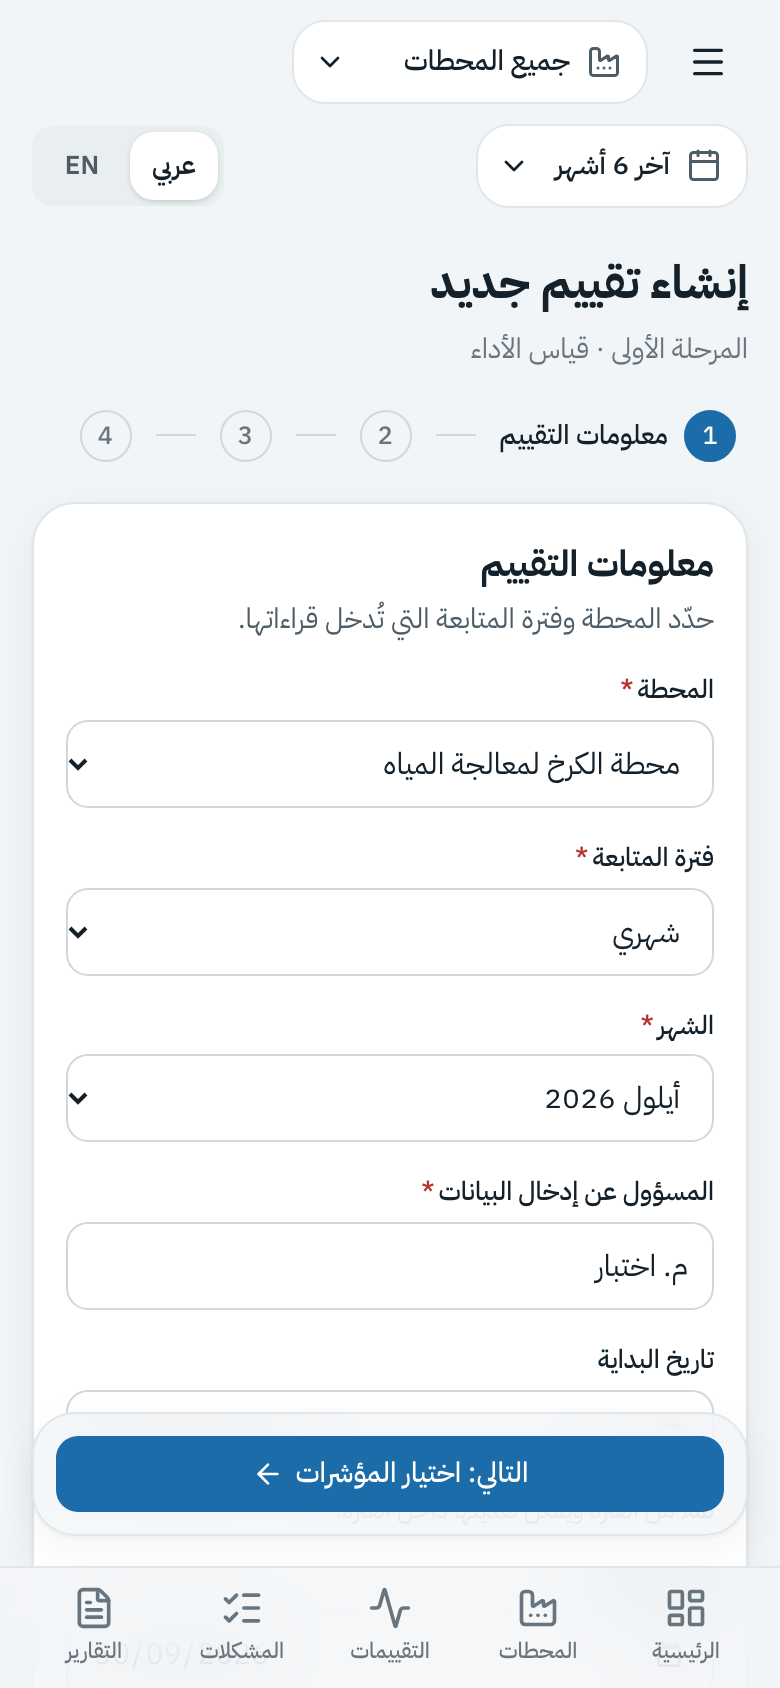 جميع المحطات
آخر 6 أشهر
عربي EN
إنشاء تقييم جديد
المرحلة الأولى · قياس الأداء
1 معلومات التقييم 2 3 4
معلومات التقييم
حدّد المحطة وفترة المتابعة التي تُدخل قراءاتها.
المحطة *
محطة الكرخ لمعالجة المياه
فترة المتابعة *
شهري
الشهر *
أيلول 2026
المسؤول عن إدخال البيانات *
م. اختبار
تاريخ البداية
التالي: اختيار المؤشرات
الرئيسية المحطات التقييمات المشكلات التقارير